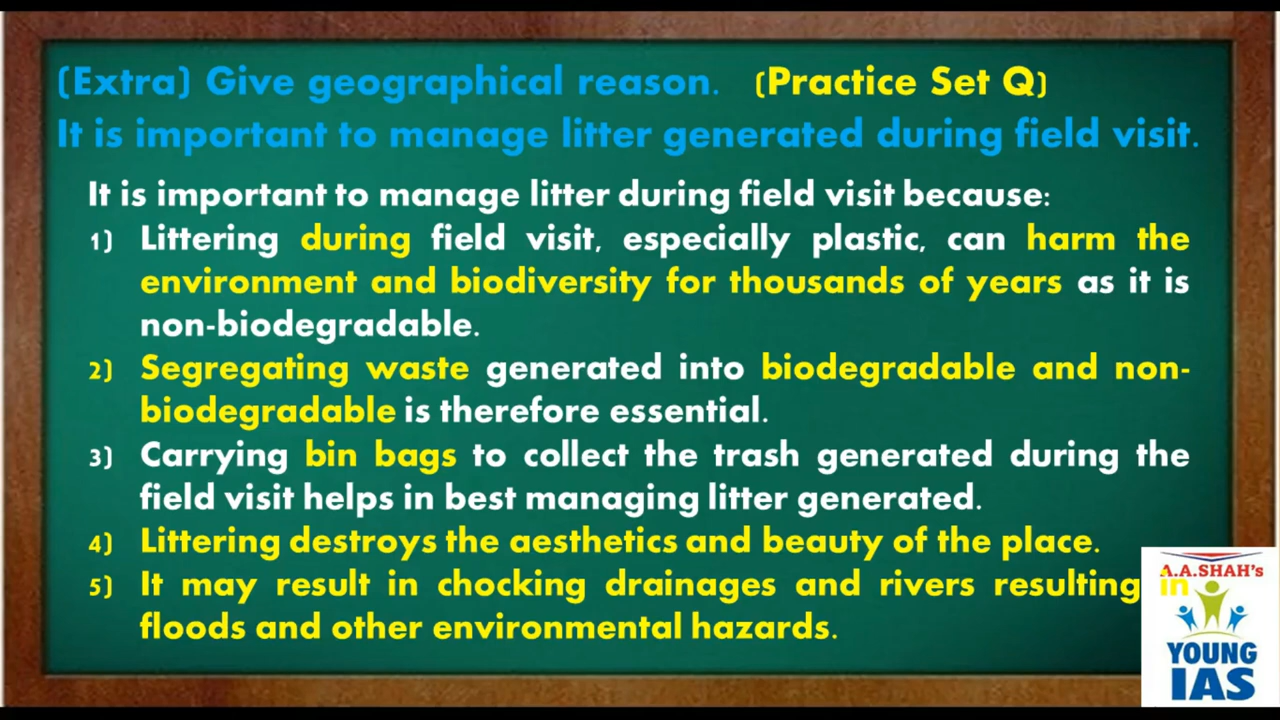 (Extra) Give geographical reason. (Practice Set Q)
It is important to manage litter generated during field visit.
It is important to manage litter during field visit because:
1) Littering during field visit, especially plastic, can harm the
environment and biodiversity for thousands of years as it is
non-biodegradable.
2) Segregating waste generated into biodegradable and non-
biodegradable is therefore essential.
3) Carrying bin bags to collect the trash generated during the
field visit helps in best managing litter generated.
4) Littering destroys the aesthetics and beauty of the place.
5) It may result in chocking drainages and rivers resulting in
floods and other environmental hazards.
A.A.SHAH's
YOUNG
IAS